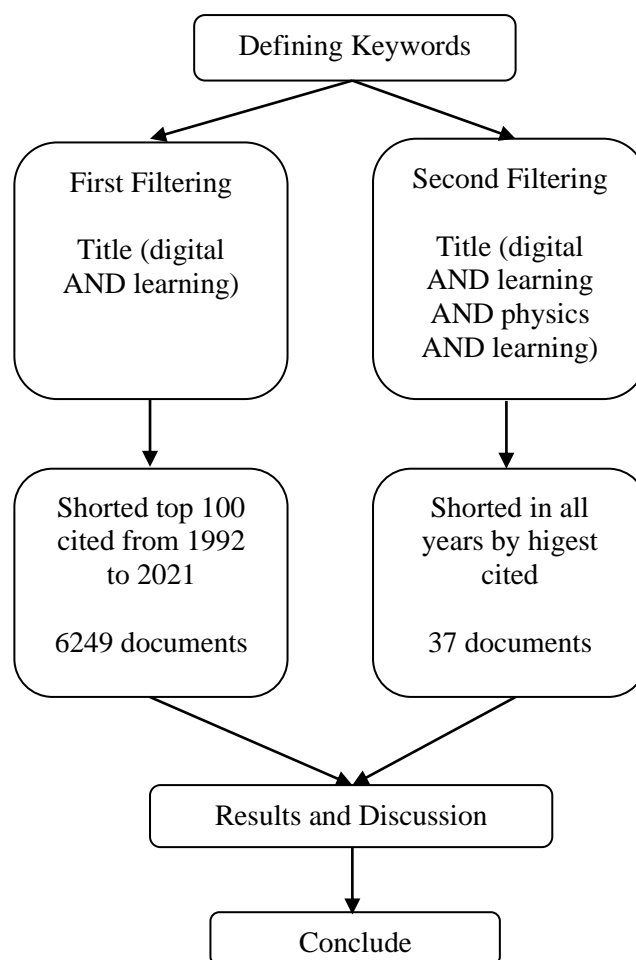 Defining Keywords
First Filtering
Title (digital
AND learning)
Second Filtering
Title (digital
AND learning
AND physics
AND learning)
Shorted top 100
cited from 1992
to 2021
6249 documents
Shorted in all
years by higest
cited
37 documents
Results and Discussion
Conclude